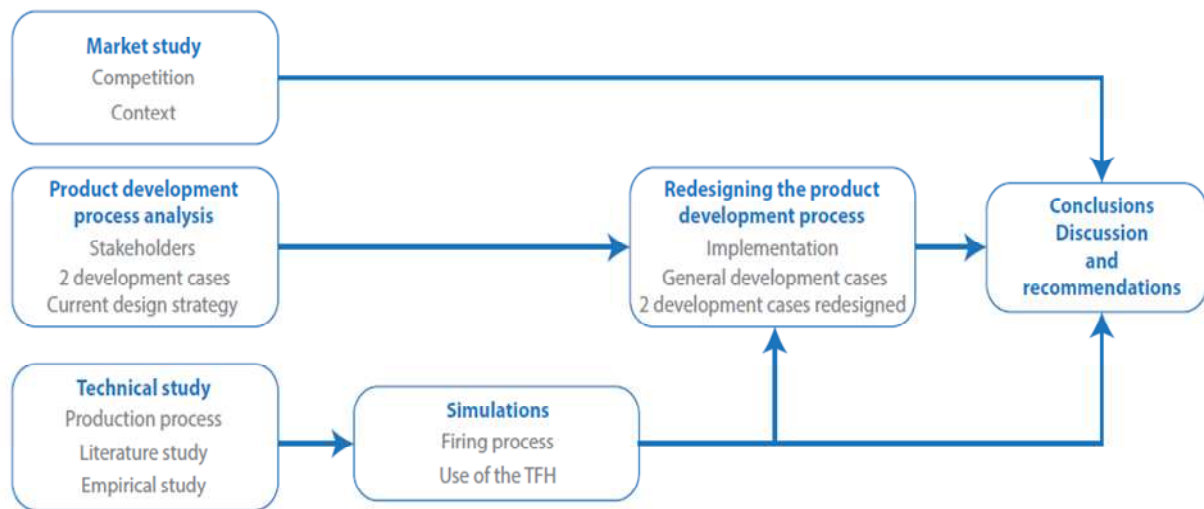 Market study
Competition
Context
Product development
process analysis
Stakeholders
2 development cases
Current design strategy
Redesigning the product
development process
Implementation
General development cases
2 development cases redesigned
Conclusions
Discussion
and
recommendations
Technical study
Production process
Literature study
Empirical study
Simulations
Firing process
Use of the TFH